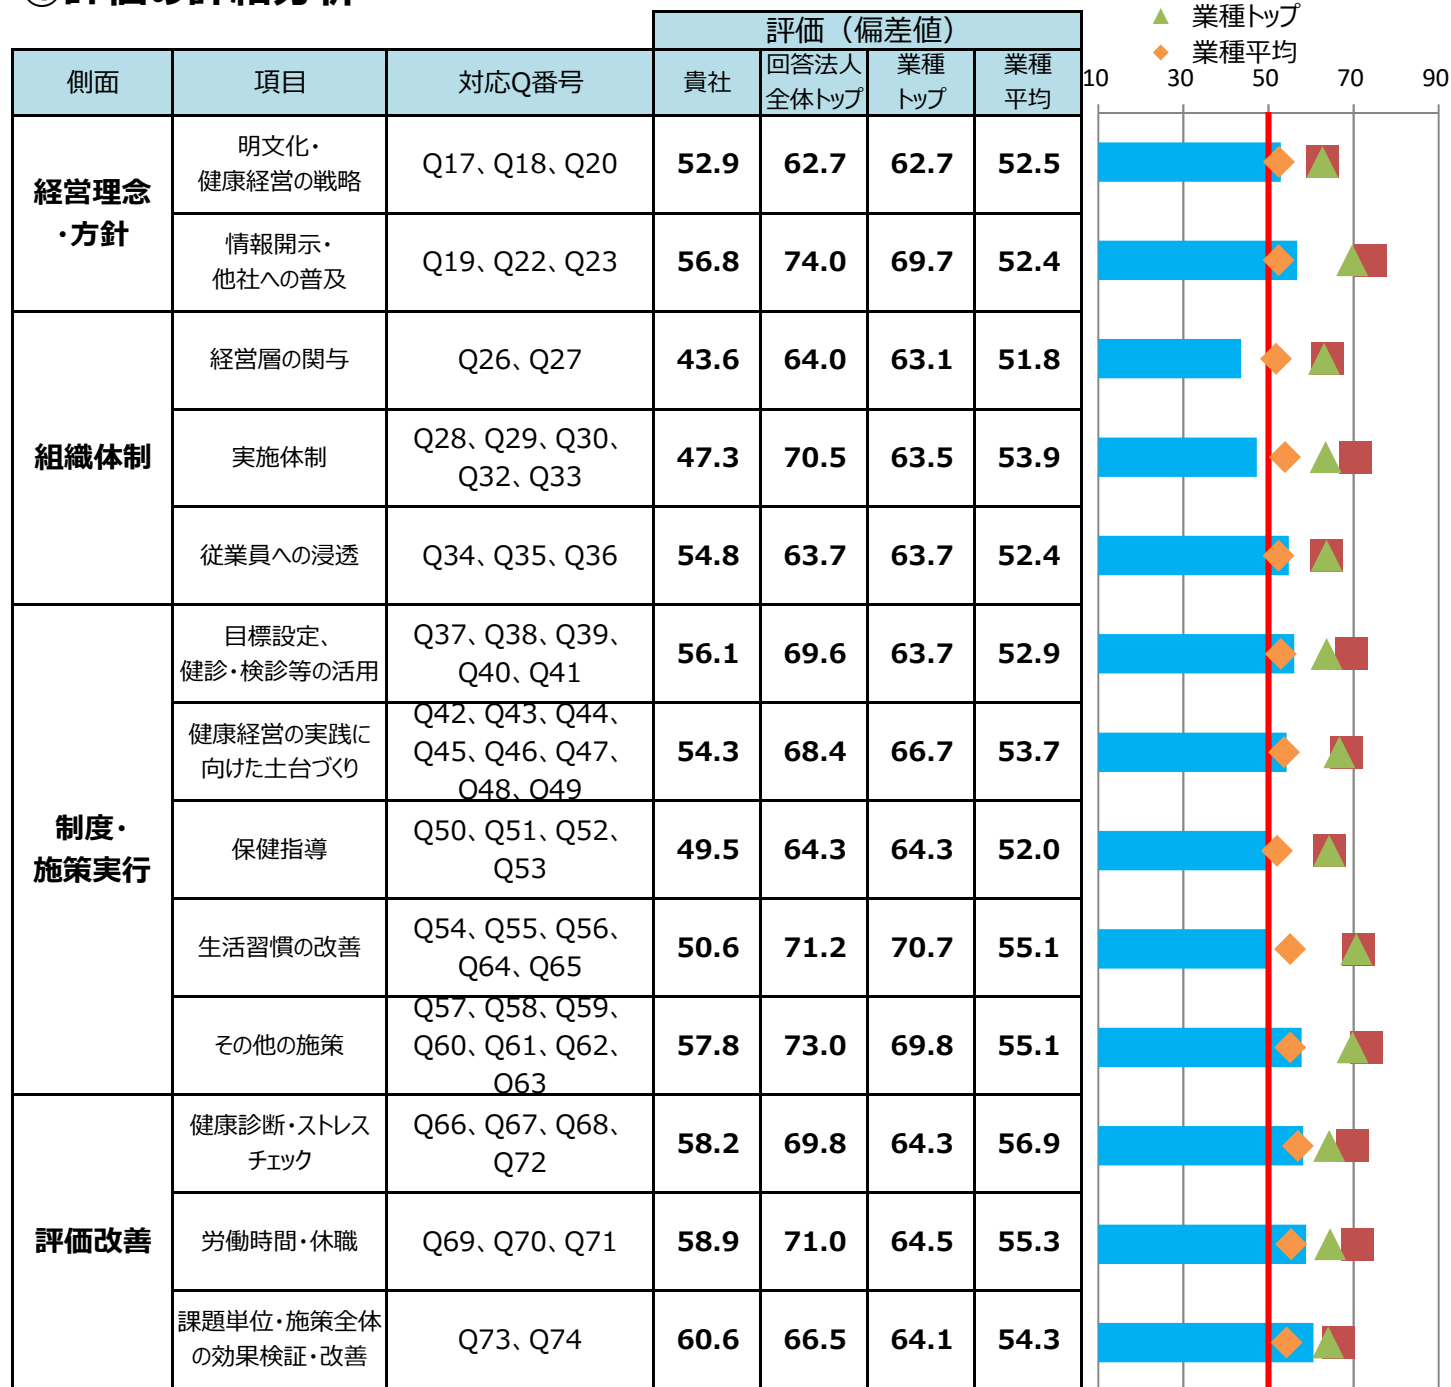 評価の詳細分析
業種トップ
業種平均
評価（偏差値）
側面 項目 対応Q番号 貴社 回答法人 業種 業種
全体トップ トップ 平均
10 30 50 70 90
経営理念
・方針
明文化・
健康経営の戦略
Q17、Q18、Q20 52.9 62.7 62.7 52.5
情報開示・
他社への普及
Q19、Q22、Q23 56.8 74.0 69.7 52.4
組織体制
経営層の関与 Q26、Q27 43.6 64.0 63.1 51.8
実施体制
Q28、Q29、Q30、
Q32、Q33
47.3 70.5 63.5 53.9
従業員への浸透 Q34、Q35、Q36 54.8 63.7 63.7 52.4
制度・
施策実行
目標設定、
健診・検診等の活用
Q37、Q38、Q39、
Q40、Q41
56.1 69.6 63.7 52.9
健康経営の実践に
向けた土台づくり
Q42、Q43、Q44、
Q45、Q46、Q47、
Q48、Q49
54.3 68.4 66.7 53.7
保健指導
Q50、Q51、Q52、
Q53
49.5 64.3 64.3 52.0
生活習慣の改善
Q54、Q55、Q56、
Q64、Q65
50.6 71.2 70.7 55.1
その他の施策
Q57、Q58、Q59、
Q60、Q61、Q62、
Q63
57.8 73.0 69.8 55.1
評価改善
健康診断・ストレス
チェック
Q66、Q67、Q68、
Q72
58.2 69.8 64.3 56.9
労働時間・休職 Q69、Q70、Q71 58.9 71.0 64.5 55.3
課題単位・施策全体
の効果検証・改善
Q73、Q74 60.6 66.5 64.1 54.3